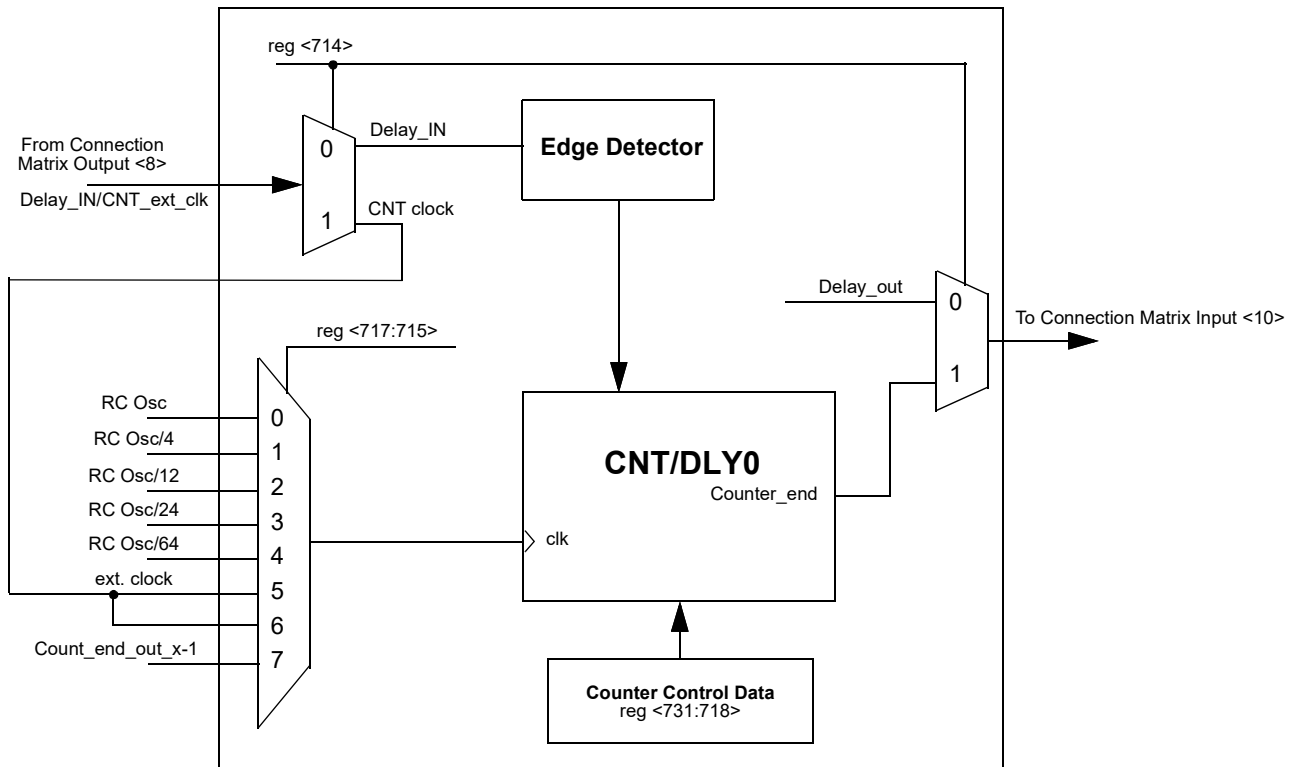 reg <714>
From Connection
Matrix Output <8>
Delay_IN/CNT_ext_clk
0
1
Delay_IN
CNT clock
Edge Detector
Delay_out
0
1
To Connection Matrix Input <10>
reg <717:715>
RC Osc
RC Osc/4
RC Osc/12
RC Osc/24
RC Osc/64
ext. clock
Count_end_out_x-1
0
1
2
3
4
5
6
7
CNT/DLY0
Counter_end
clk
Counter Control Data
reg <731:718>